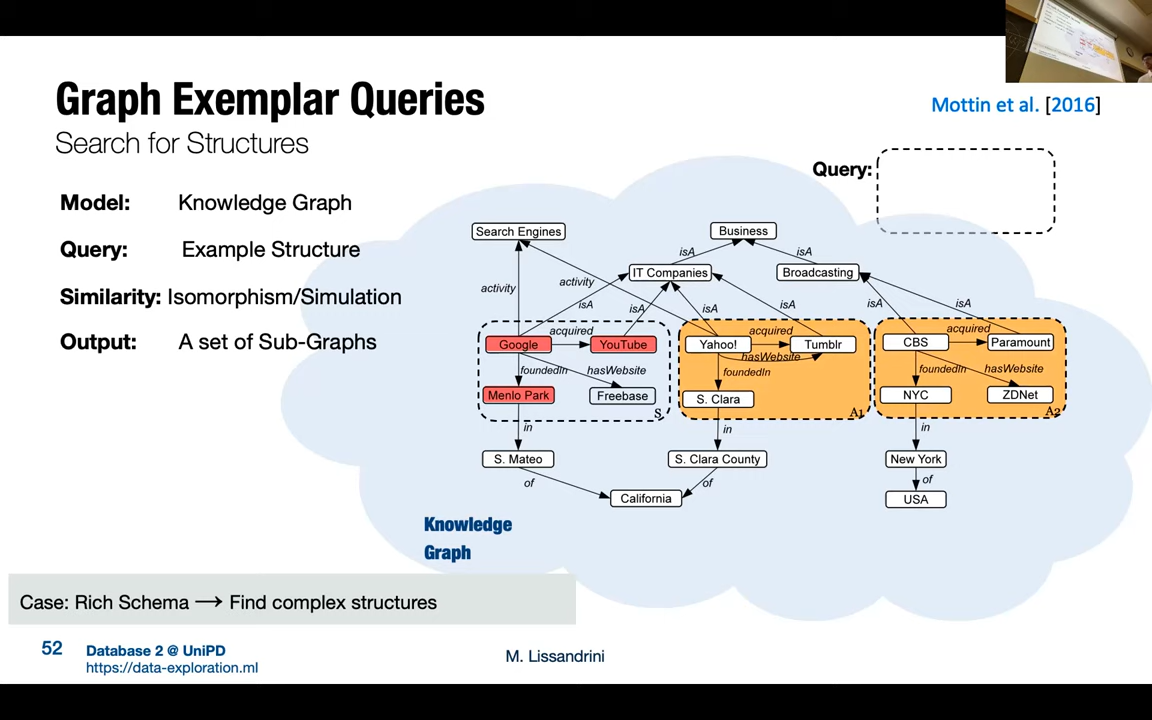 Graph Exemplar Queries
Search for Structures
Mottin et al. [2016]
Model: Knowledge Graph
Query: Example Structure
Similarity: Isomorphism/Simulation
Output: A set of Sub-Graphs
Query:
Search Engines
Business
isA
isA
IT Companies
Broadcasting
activity
activity
isA
isA
isA
isA
isA
isA
acquired
acquired
acquired
Google
YouTube
Yahoo!
Tumblr
CBS
Paramount
hasWebsite
foundedIn
hasWebsite
foundedIn
foundedIn
hasWebsite
Menlo Park
Freebase
S. Clara
NYC
ZDNet
S
A1
A2
in
in
in
S. Mateo
S. Clara County
New York
of
of
of
California
USA
Knowledge
Graph
Case: Rich Schema → Find complex structures
52
Database 2 @ UniPD
https://data-exploration.ml
M. Lissandrini